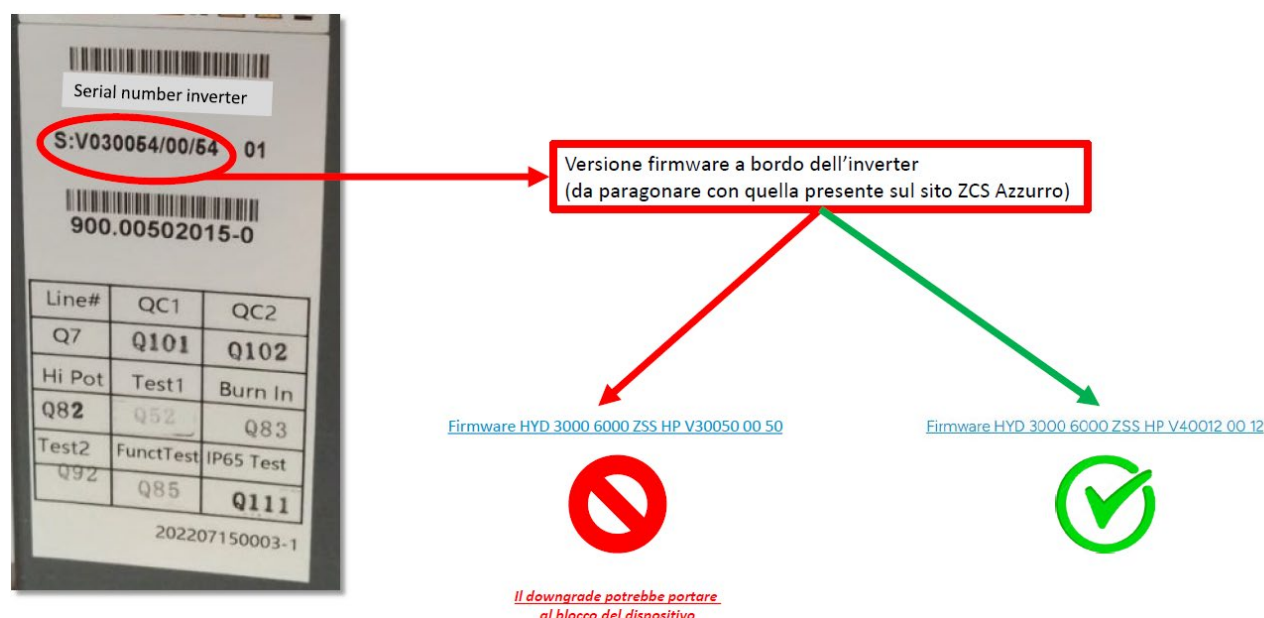 Serial number inverter
S:V030054/00/54 01
900.00502015-0
Line# QC1 QC2
Q7 Q101 Q102
Hi Pot Test1 Burn In
Q82 Q52 Q83
Test2 FunctTest IP65 Test
Q92 Q85 Q111
202207150003-1
Versione firmware a bordo dell'inverter
(da paragonare con quella presente sul sito ZCS Azzurro)
Firmware HYD 3000 6000 ZSS HP V30050 00 50
Firmware HYD 3000 6000 ZSS HP V40012 00 12
Il downgrade potrebbe portare
al blocco del dispositivo